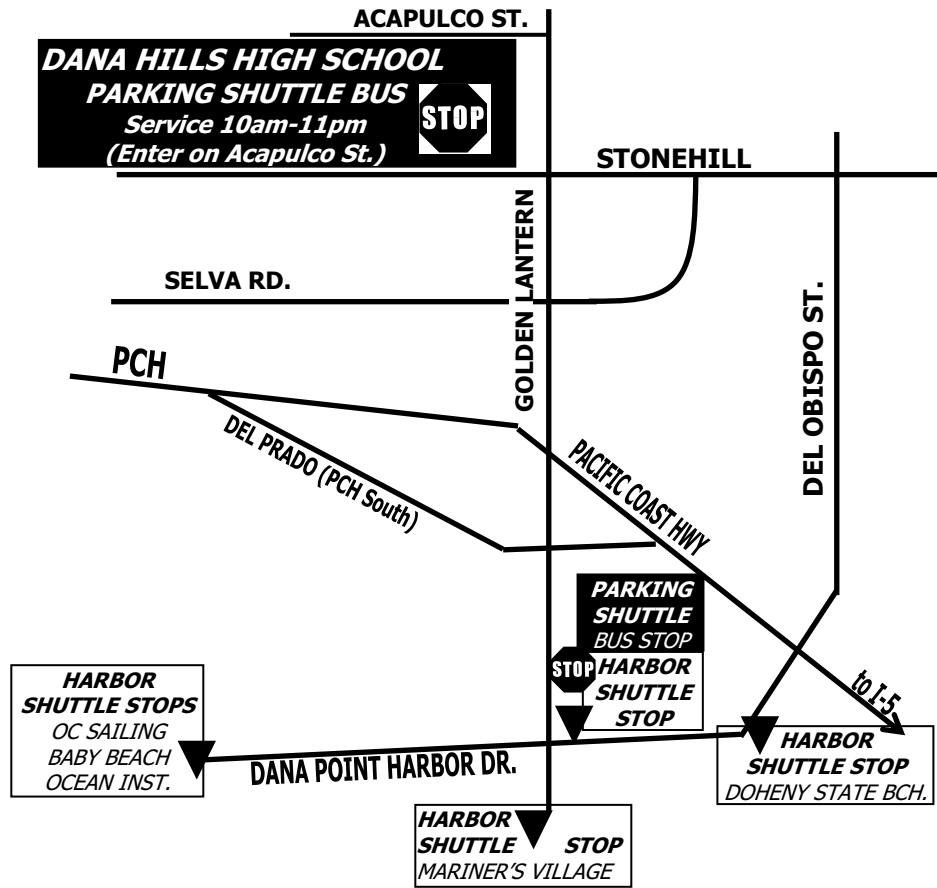 ACAPULCO ST.
DANA HILLS HIGH SCHOOL
PARKING SHUTTLE BUS
Service 10am-11pm
(Enter on Acapulco St.)
STOP
STONEHILL
GOLDEN LANTERN
SELVA RD.
DEL OBISPO ST.
PCH
DEL PRADO (PCH South)
PACIFIC COAST HWY
PARKING
SHUTTLE
BUS STOP
STOP
HARBOR
SHUTTLE
STOP
to I-5
HARBOR
SHUTTLE STOPS
OC SAILING
BABY BEACH
OCEAN INST.
DANA POINT HARBOR DR.
HARBOR
SHUTTLE STOP
DOHENY STATE BCH.
HARBOR
SHUTTLE STOP
MARINER'S VILLAGE